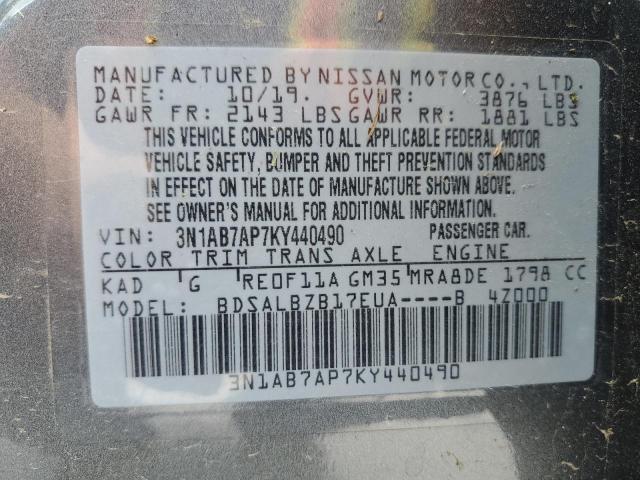 MANUFACTURED BY NISSAN MOTOR CO., LTD.
DATE: 10/19. GVWR: 3876 LBS
GAWR FR: 2143 LBS GAWR RR: 1881 LBS
THIS VEHICLE CONFORMS TO ALL APPLICABLE FEDERAL MOTOR
VEHICLE SAFETY, BUMPER AND THEFT PREVENTION STANDARDS
IN EFFECT ON THE DATE OF MANUFACTURE SHOWN ABOVE.
SEE OWNER'S MANUAL FOR ADDITIONAL INFORMATION
VIN: 3N1AB7AP7KY440490 PASSENGER CAR.
COLOR TRIM TRANS AXLE ENGINE
KAD G RE0F11A GM35 MRA8DE 1798 CC
MODEL: BDSALBZB17EUA----B 4Z000
3N1AB7AP7KY440490